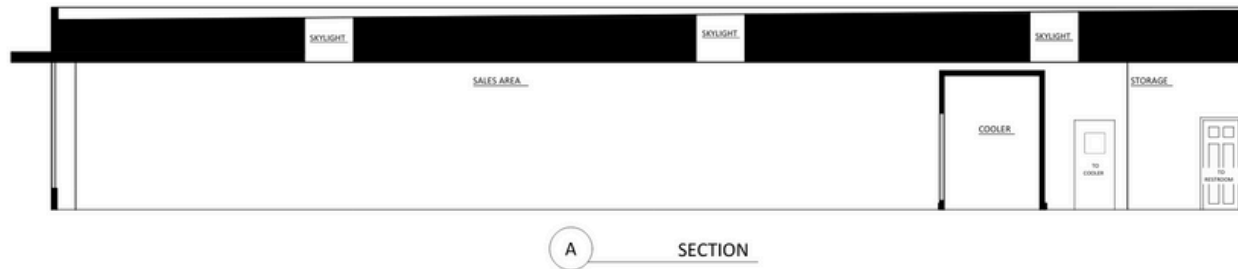 SKYLIGHT
SKYLIGHT
SKYLIGHT
SALES AREA
STORAGE
COOLER
TO
COOLER
TO
RESTROOM
A
SECTION